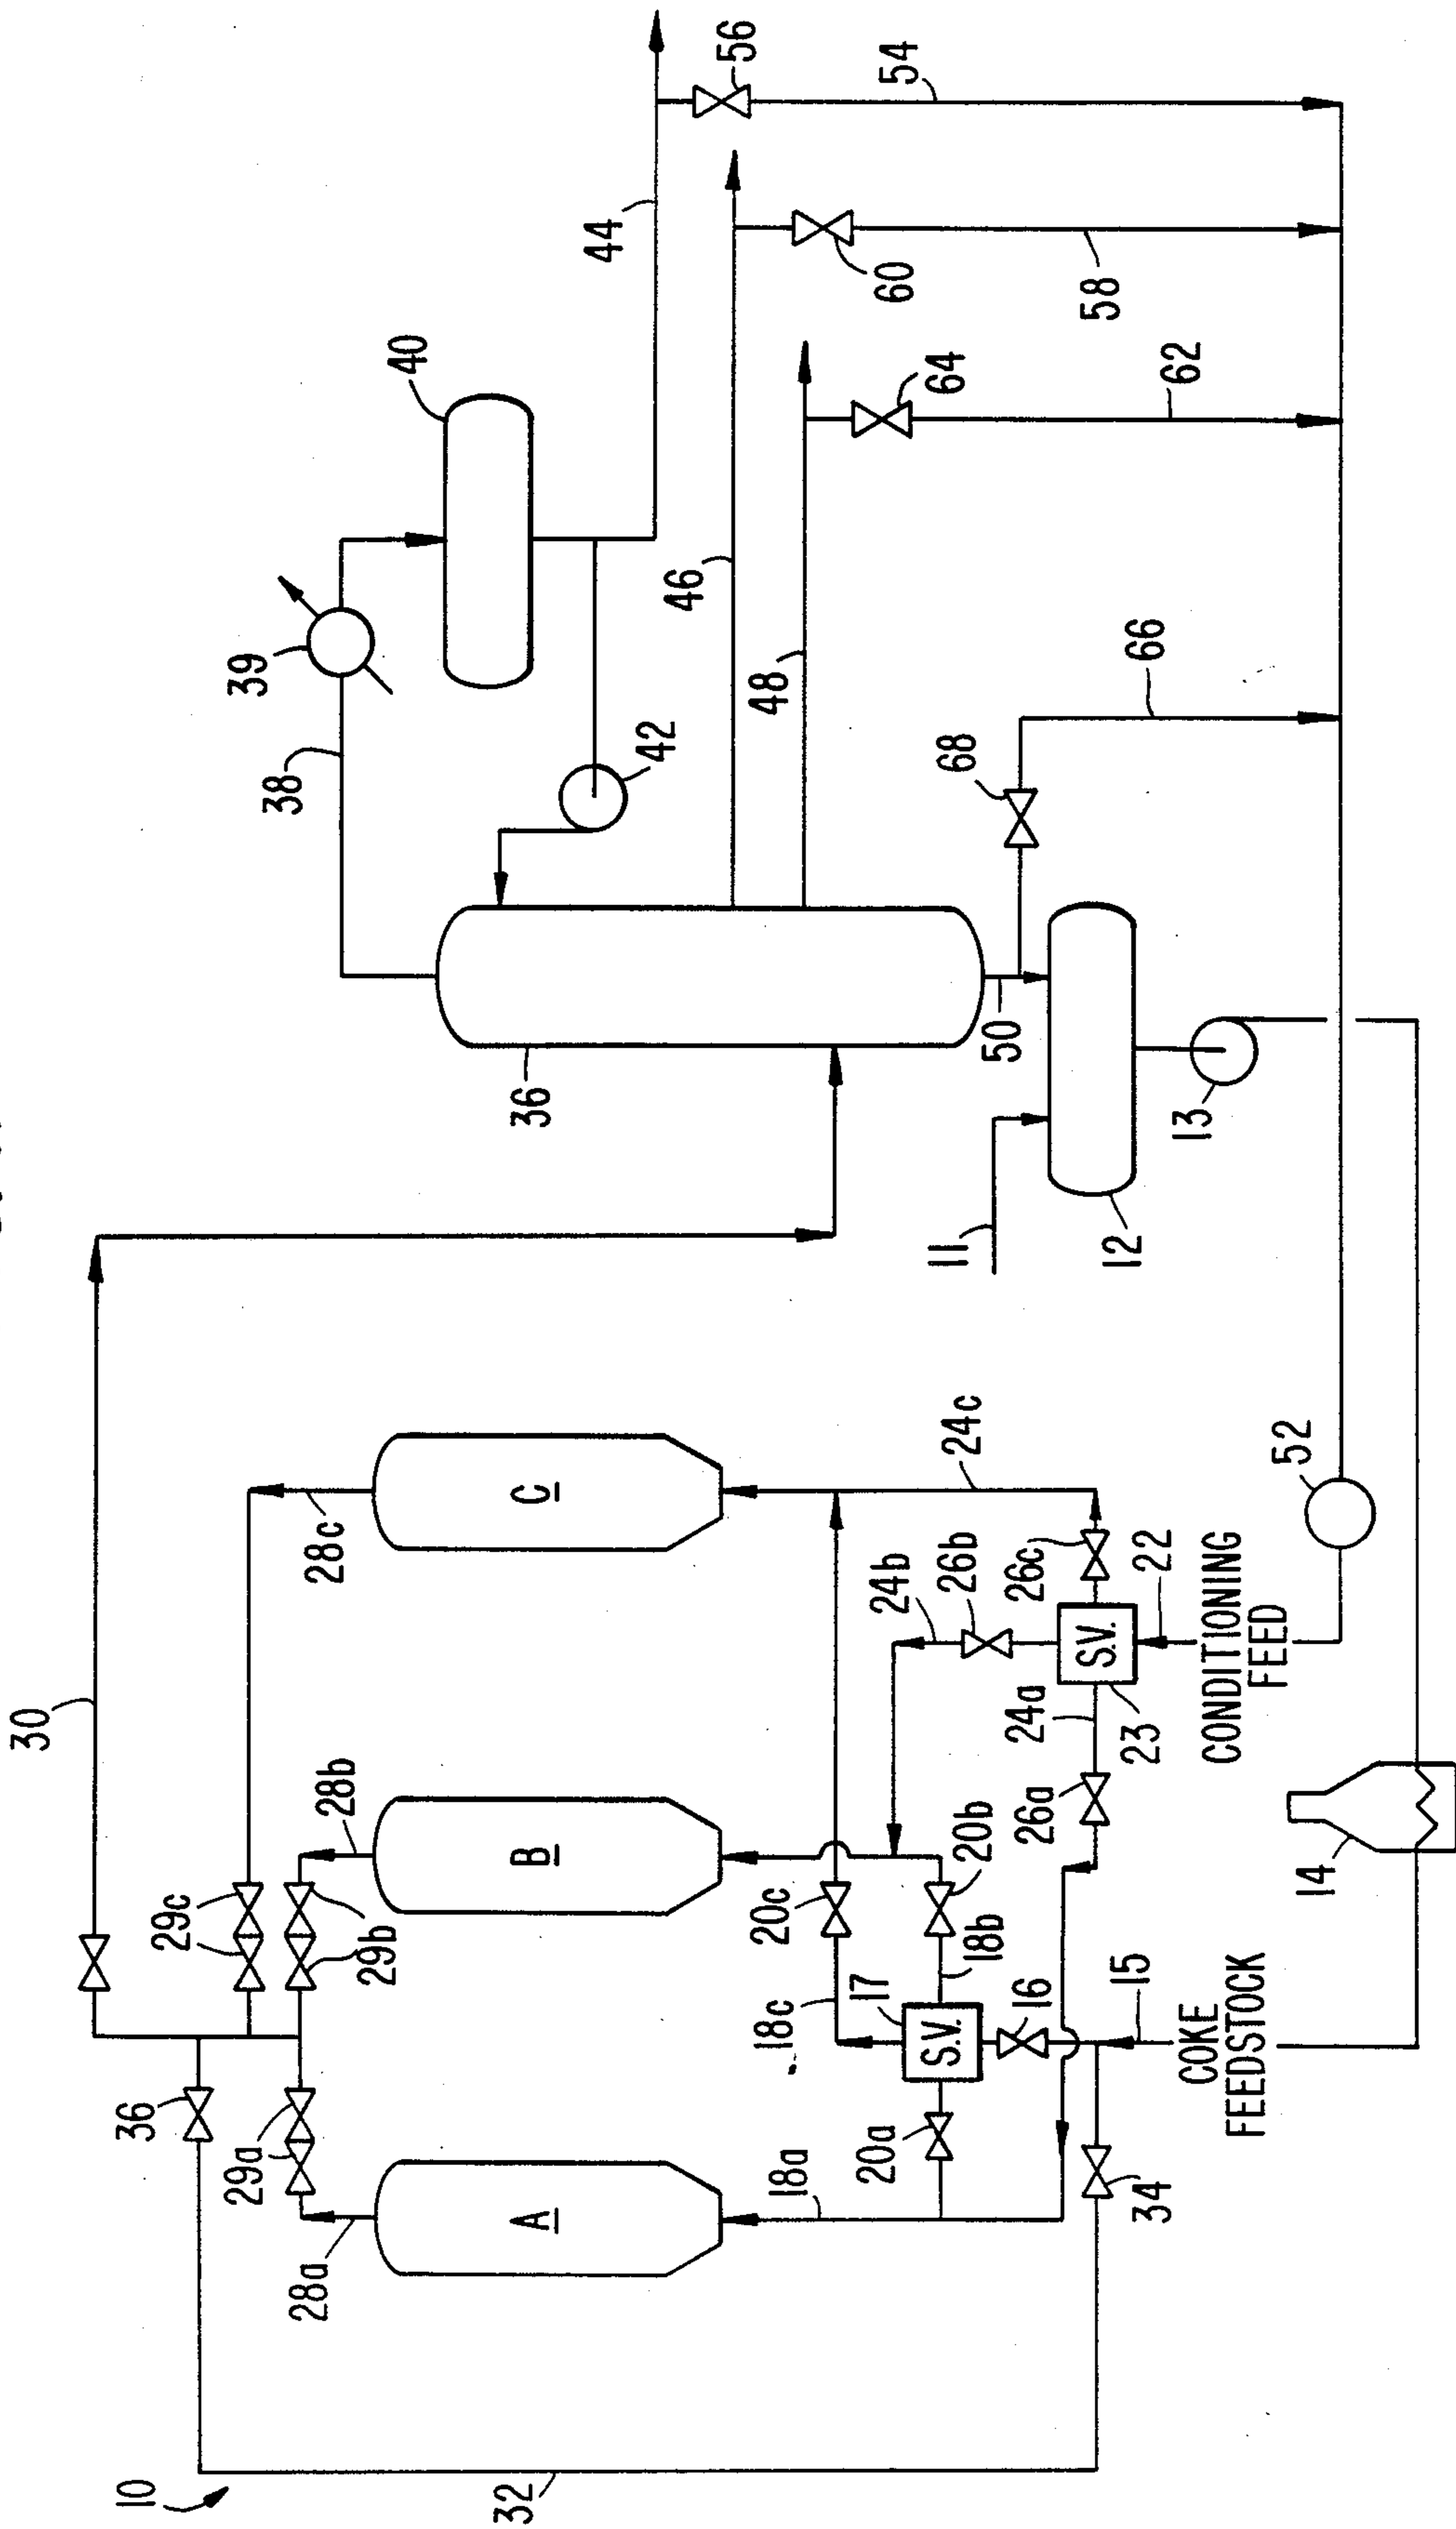 10
30
36
29c
29a
29b
28a
28b
28c
A
B
C
32
18a
18c
20c
17
S.V.
20a
18b
20b
16
24b
26b
24c
26c
24a
S.V.
26a
23
22
34
15
COKE
FEEDSTOCK
CONDITIONING
FEED
14
52
38
39
40
42
36
44
46
48
56
54
60
58
64
62
68
66
50
11
12
13